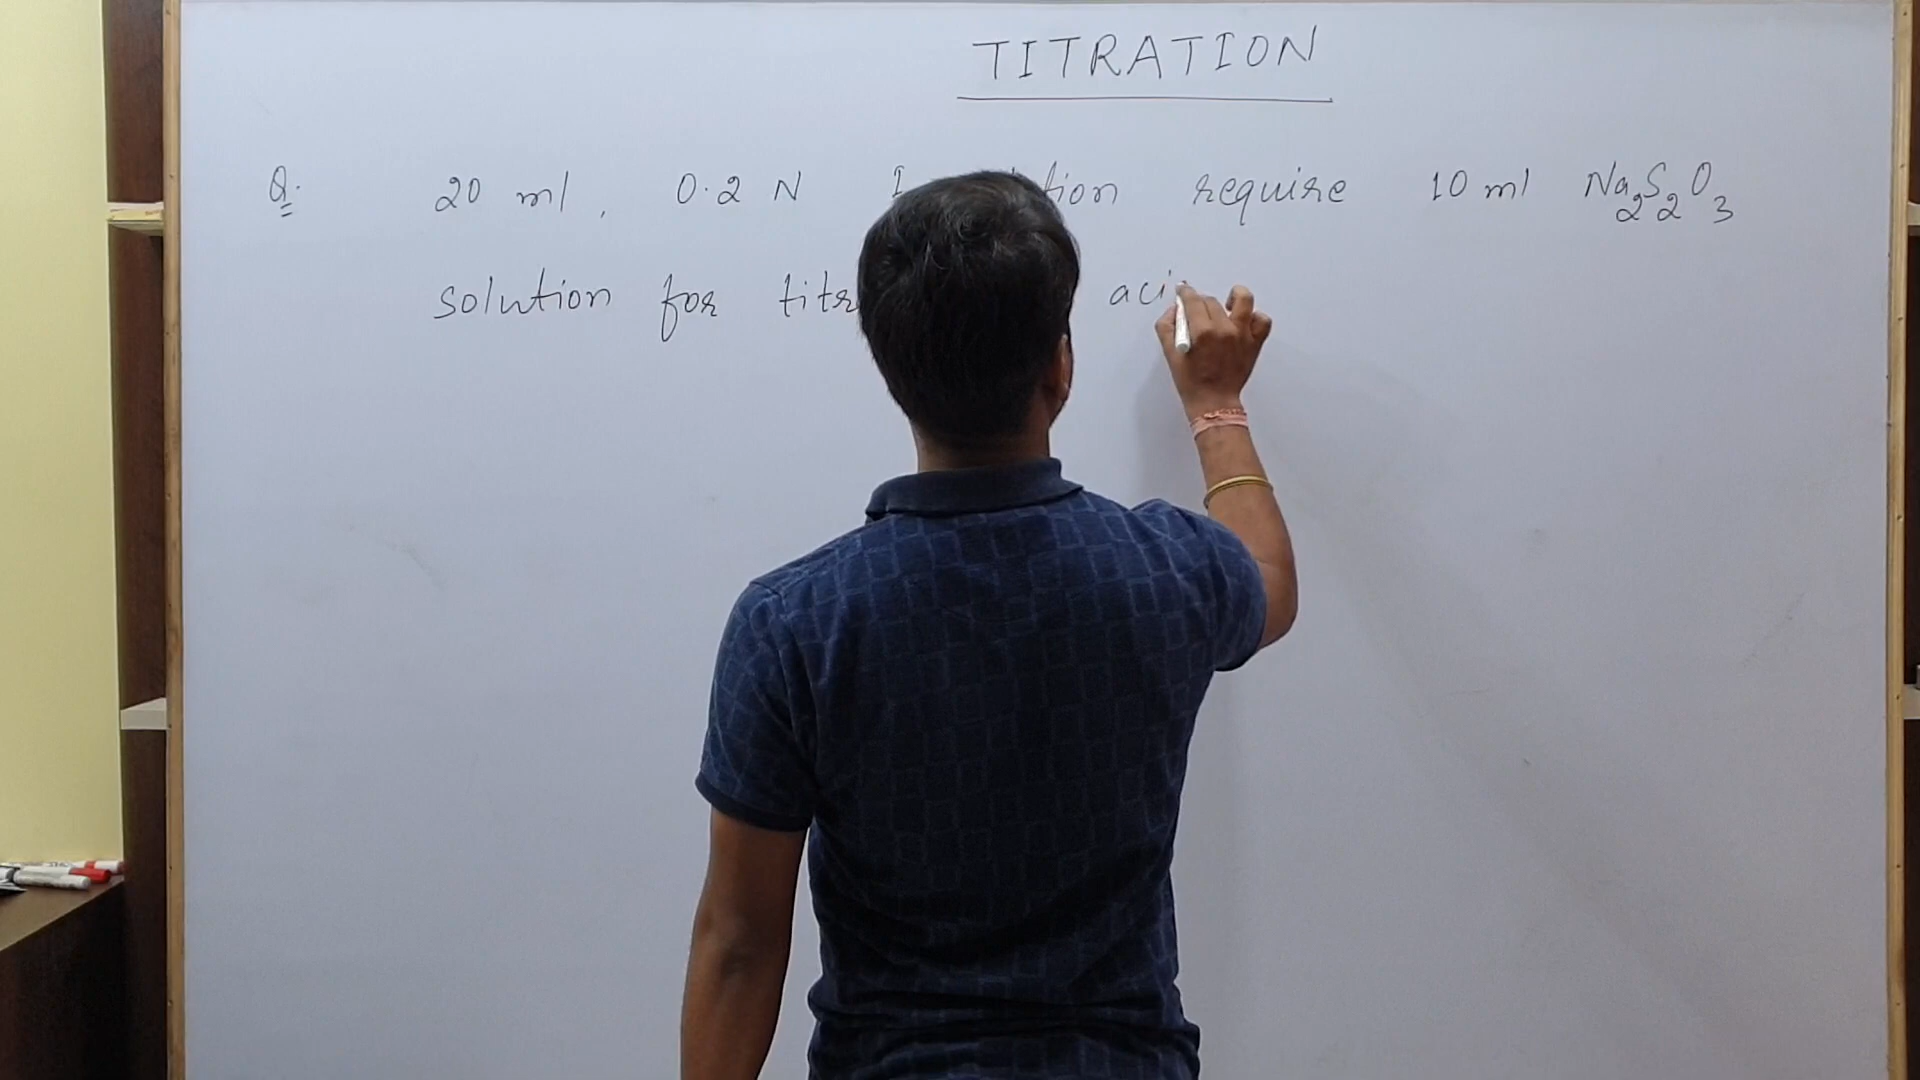 TITRATION
Q. 20 ml, 0.2 N require 10 ml Na2S2O3
solution for aci